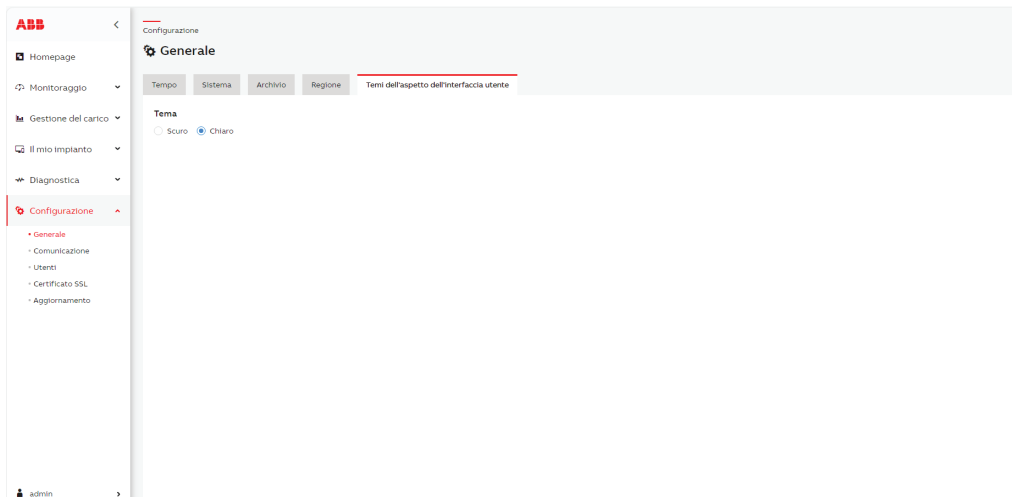 ABB
Homepage
Monitoraggio
Gestione del carico
Il mio impianto
Diagnostica
Configurazione
Generale
Comunicazione
Utenti
Certificato SSL
Aggiornamento
admin
Configurazione
Generale
Tempo Sistema Archivio Regione Temi dell'aspetto dell'interfaccia utente
Tema
Scuro Chiaro